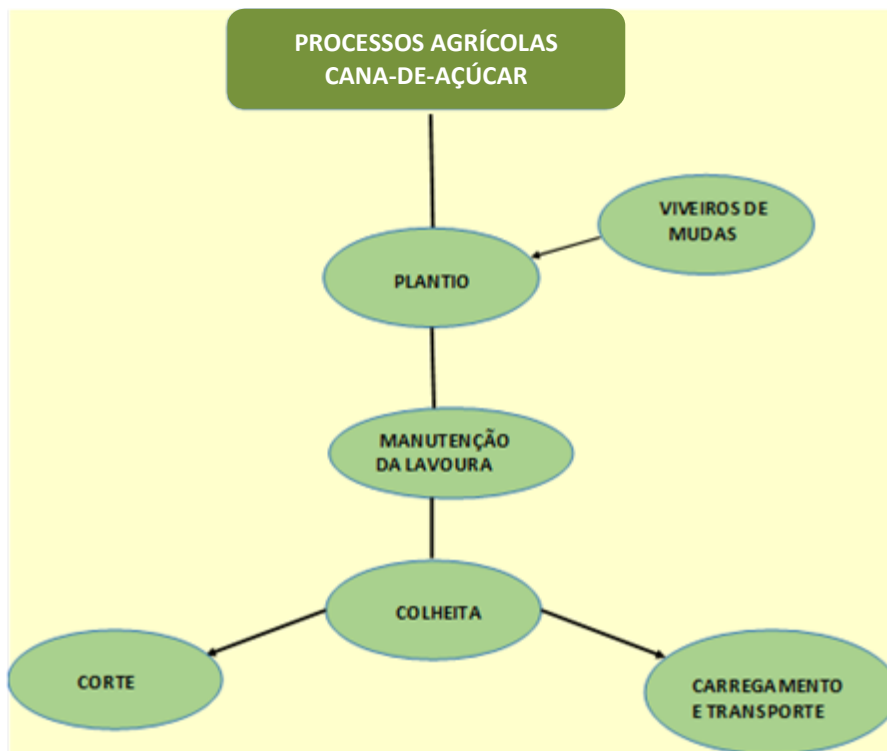 PROCESSOS AGRÍCOLAS
CANA-DE-AÇÚCAR
VIVEIROS DE
MUDAS
PLANTIO
MANUTENÇÃO
DA LAVOURA
COLHEITA
CORTE
CARREGAMENTO
E TRANSPORTE